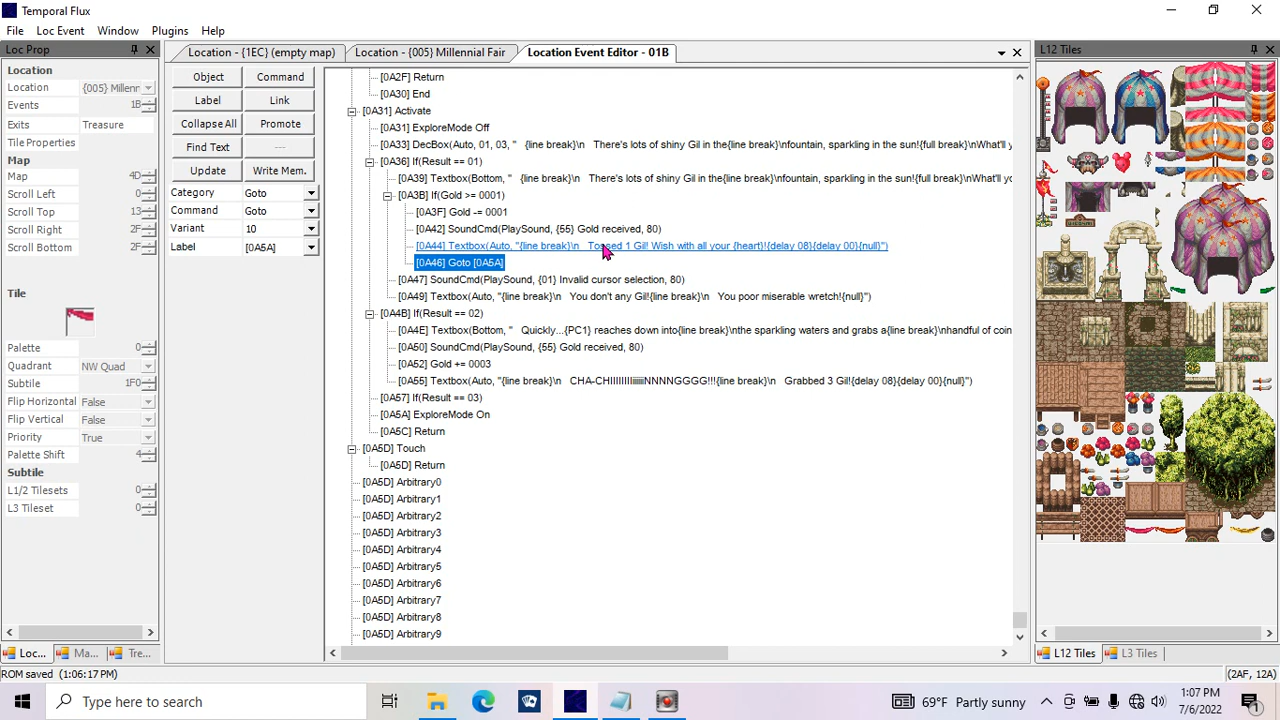 Temporal Flux
File Loc Event Window Plugins Help
Loc Prop
Location - {1EC} (empty map) Location - {005} Millennial Fair Location Event Editor - 01B
L12 Tiles
Location
Location {005} Millenr
Events 1B
Exits Treasure
Tile Properties
Map
Map 4D
Scroll Left 0
Scroll Top 13
Scroll Right 2F
Scroll Bottom 2F
Tile
Palette 0
Quadrant NW Quad
Subtile 1F0
Flip Horizontal False
Flip Vertical False
Priority True
Palette Shift 4
Subtile
L1/2 Tilesets 0
L3 Tileset 0
Object Command
Label Link
Collapse All Promote
Find Text ---
Update Write Mem.
Category Goto
Command Goto
Variant 10
Label [0A5A]
[0A2F] Return
[0A30] End
[0A31] Activate
[0A31] ExploreMode Off
[0A33] DecBox(Auto, 01, 03, " {line break}\n There's lots of shiny Gil in the{line break}\nfountain, sparkling in the sun!{full break}\nWhat'll y
[0A36] If(Result == 01)
[0A39] Textbox(Bottom, " {line break}\n There's lots of shiny Gil in the{line break}\nfountain, sparkling in the sun!{full break}\nWhat'll yo
[0A3B] If(Gold >= 0001)
[0A3F] Gold -= 0001
[0A42] SoundCmd(PlaySound, {55} Gold received, 80)
[0A44] Textbox(Auto, "{line break}\n Tossed 1 Gil! Wish with all your {heart}!{delay 08}{delay 00}{null}")
[0A46] Goto [0A5A]
[0A47] SoundCmd(PlaySound, {01} Invalid cursor selection, 80)
[0A49] Textbox(Auto, "{line break}\n You don't any Gil!{line break}\n You poor miserable wretch!{null}")
[0A4B] If(Result == 02)
[0A4E] Textbox(Bottom, " Quickly...{PC1} reaches down into{line break}\nthe sparkling waters and grabs a{line break}\nhandful of coin
[0A50] SoundCmd(PlaySound, {55} Gold received, 80)
[0A52] Gold += 0003
[0A55] Textbox(Auto, "{line break}\n CHA-CHIIIIIIIIiiiiiiNNNNGGGG!!!{line break}\n Grabbed 3 Gil!{delay 08}{delay 00}{null}")
[0A57] If(Result == 03)
[0A5A] ExploreMode On
[0A5C] Return
[0A5D] Touch
[0A5D] Return
[0A5D] Arbitrary0
[0A5D] Arbitrary1
[0A5D] Arbitrary2
[0A5D] Arbitrary3
[0A5D] Arbitrary4
[0A5D] Arbitrary5
[0A5D] Arbitrary6
[0A5D] Arbitrary7
[0A5D] Arbitrary8
[0A5D] Arbitrary9
Loc... Ma... Tre...
L12 Tiles L3 Tiles
ROM saved (1:06:17 PM)
(2AF, 12A)
Type here to search
69°F Partly sunny
1:07 PM
7/6/2022
1